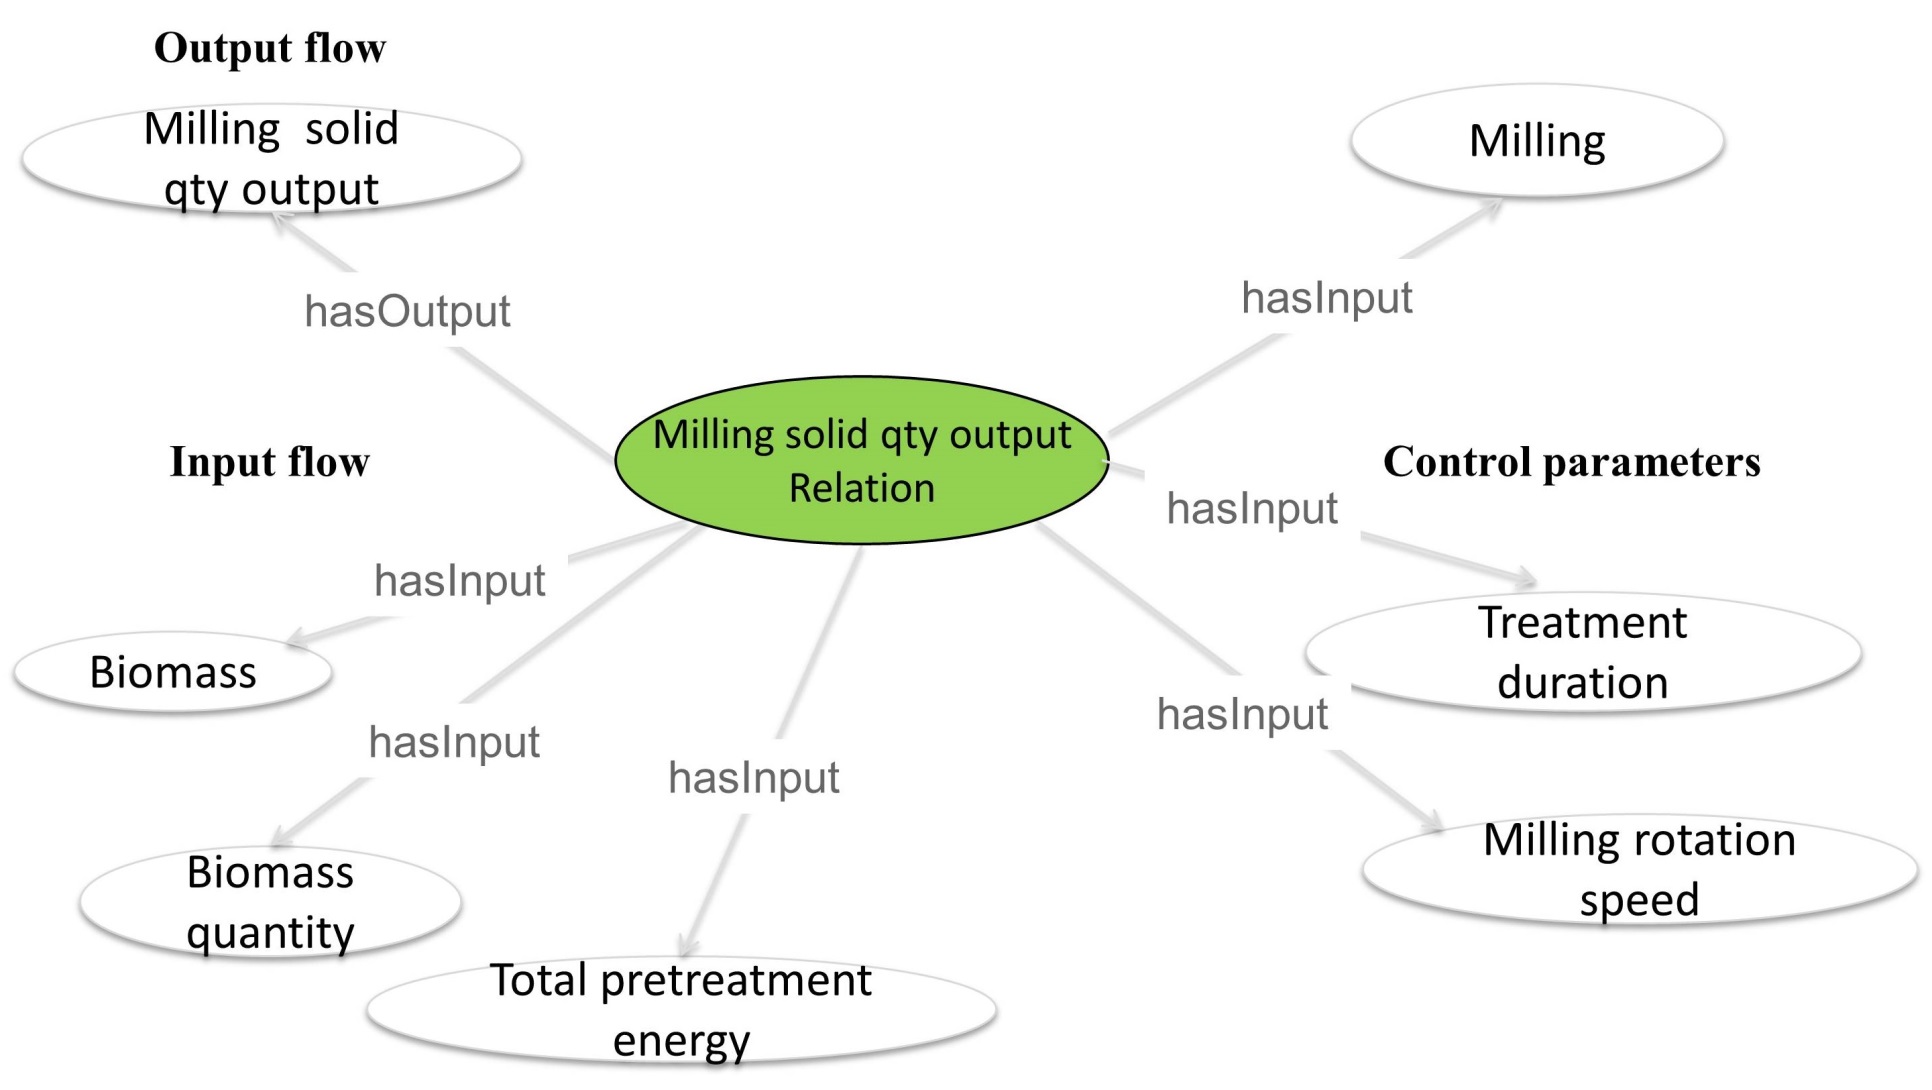 Output flow
Milling solid
qty output
Milling
hasOutput
hasInput
Milling solid qty output
Relation
Input flow
Control parameters
hasInput
hasInput
Biomass
Treatment
duration
hasInput
hasInput
hasInput
Biomass
quantity
Milling rotation
speed
Total pretreatment
energy